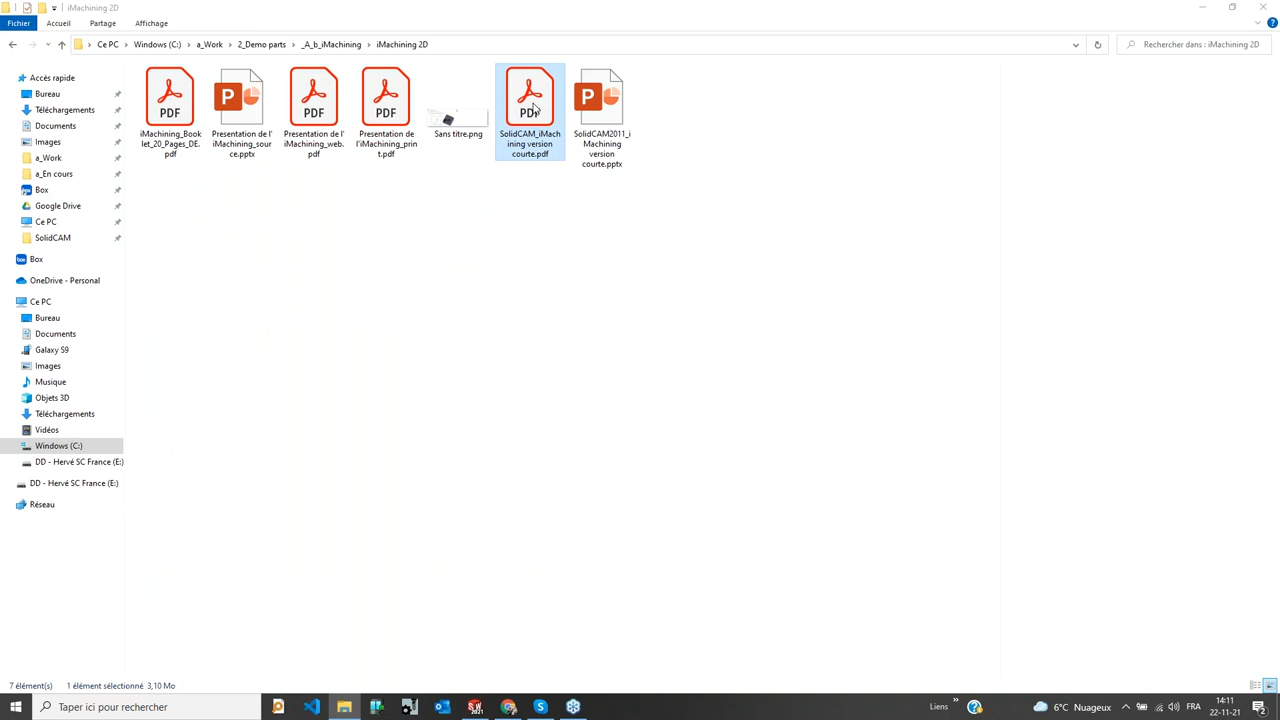 iMachining 2D
Fichier Accueil Partage Affichage
Ce PC Windows (C:) a_Work 2_Demo parts _A_b_iMachining iMachining 2D
Rechercher dans : iMachining 2D
Accès rapide
Bureau
Téléchargements
Documents
Images
a_Work
a_En cours
Box
Google Drive
Ce PC
SolidCAM
Box
OneDrive - Personal
Ce PC
Bureau
Documents
Galaxy S9
Images
Musique
Objets 3D
Téléchargements
Vidéos
Windows (C:)
DD - Hervé SC France (E:)
DD - Hervé SC France (E:)
Réseau
PDF
iMachining_Book
let_20_Pages_DE.
pdf
P
Presentation de l'
iMachining_sour
ce.pptx
PDF
Presentation de l'
iMachining_web.
pdf
PDF
Presentation de
l'iMachining_prin
t.pdf
Sans titre.png
PDF
SolidCAM_iMach
ining version
courte.pdf
P
SolidCAM2011_i
Machining
version
courte.pptx
7 élément(s) 1 élément sélectionné 3,10 Mo
Taper ici pour rechercher
Liens
6°C Nuageux
FRA
14:11
22-11-21